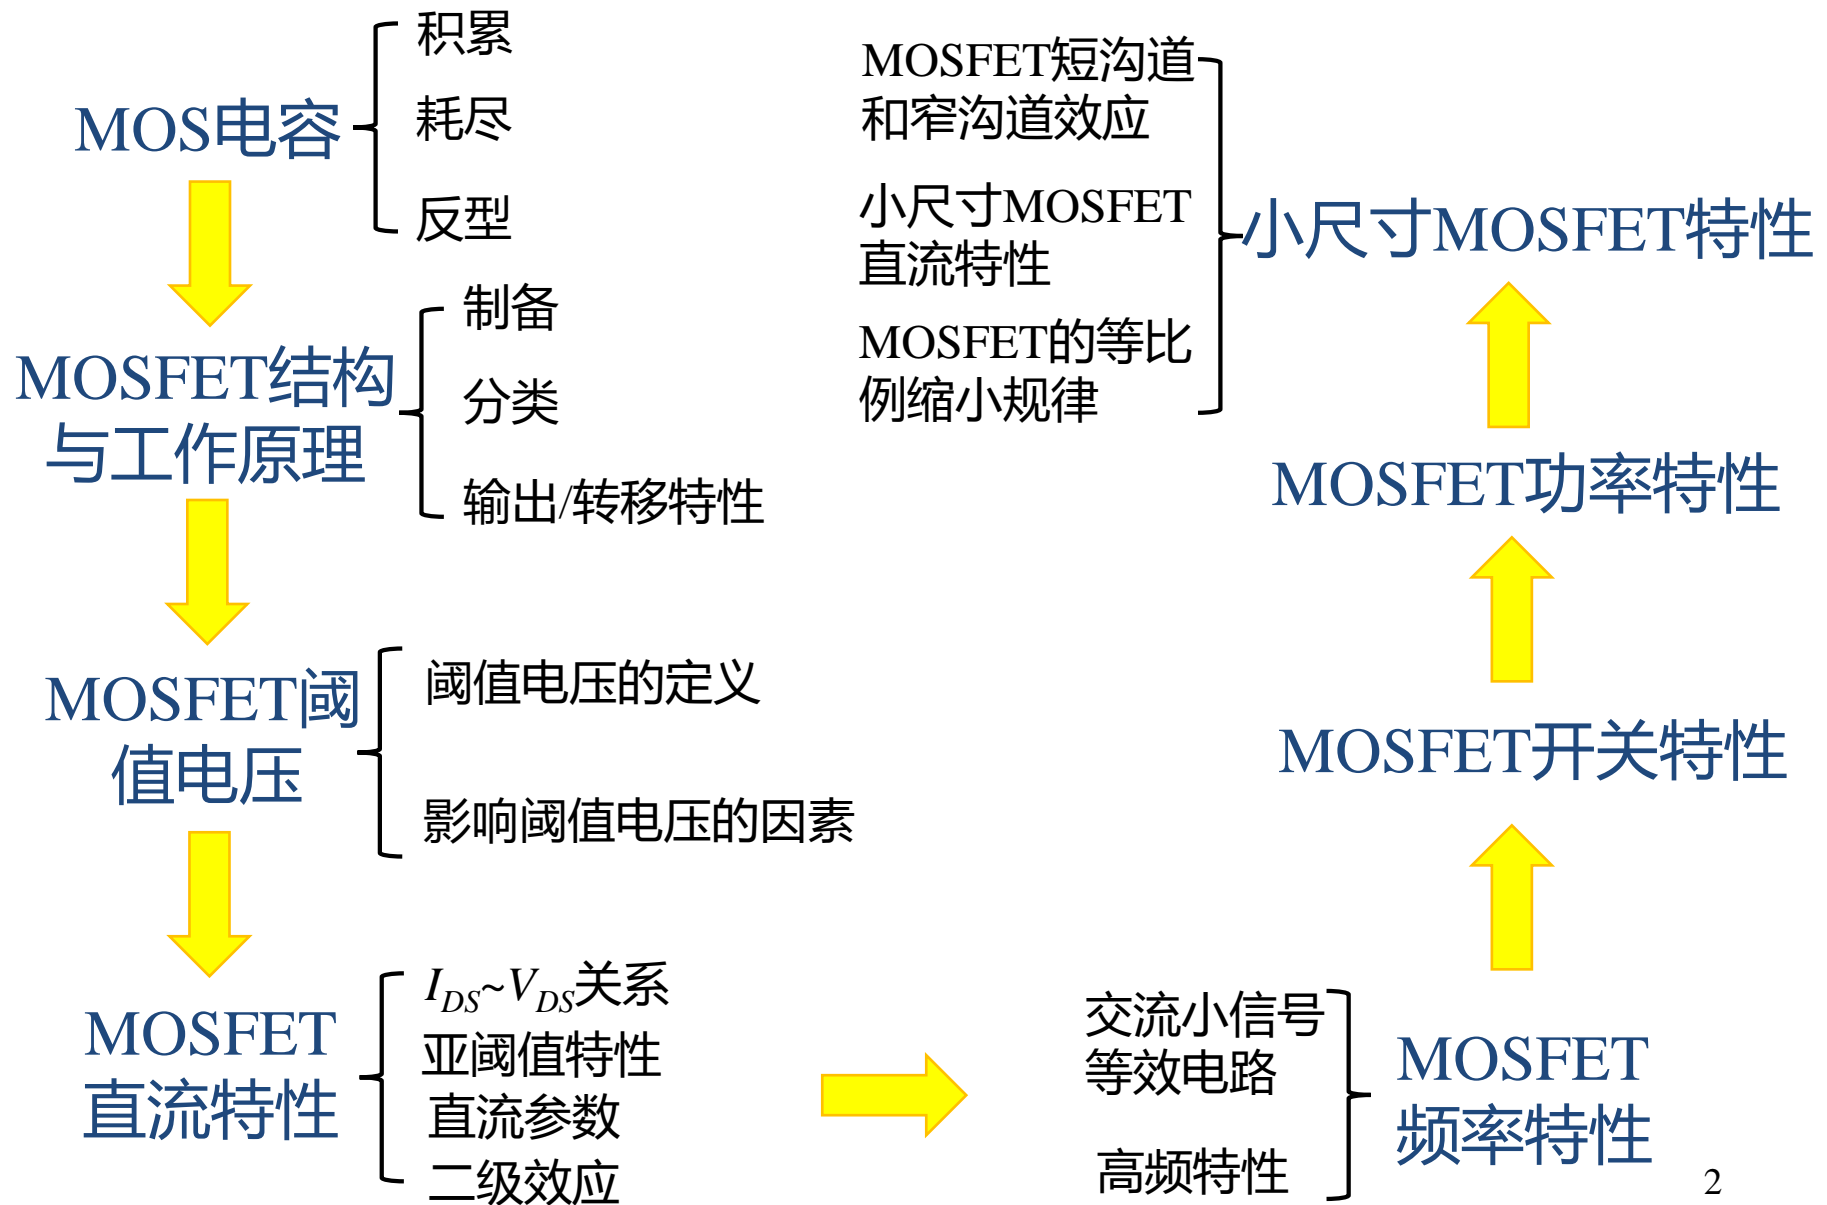 MOS电容
积累
耗尽
反型
MOSFET结构
与工作原理
制备
分类
输出/转移特性
MOSFET阈
值电压
阈值电压的定义
影响阈值电压的因素
MOSFET
直流特性
I_DS~V_DS关系
亚阈值特性
直流参数
二级效应
交流小信号
等效电路
高频特性
MOSFET
频率特性
MOSFET开关特性
MOSFET功率特性
小尺寸MOSFET特性
MOSFET短沟道
和窄沟道效应
小尺寸MOSFET
直流特性
MOSFET的等比
例缩小规律
2